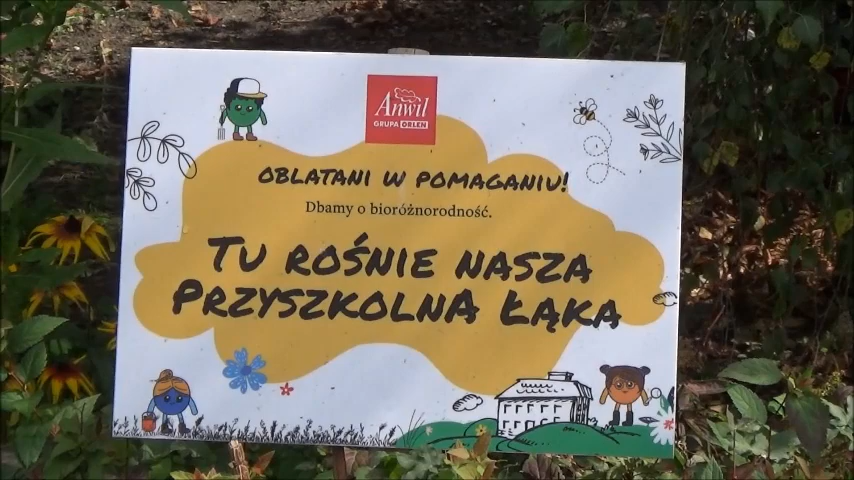 Anwil
GRUPA ORLEN
OBLATANI W POMAGANIU!
Dbamy o bioróżnorodność.
TU ROŚNIE NASZA
PRZYSZKOLNA ŁĄKA